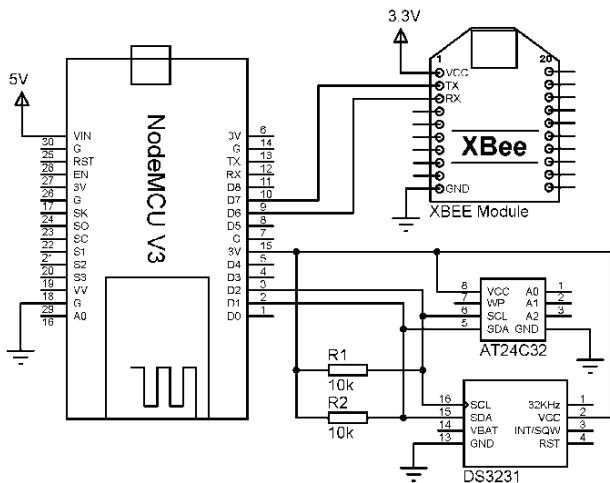 3.3V
5V
NodeMCU V3
VIN
30 G
25 RST
28 EN
27 3V
26 G
17 SK
24 SO
23 SC
22 S1
2 S2
20 S3
19 VV
18 G
29 A0
16
3V 6
G 14
TX 13
RX 12
D8 11
D7 10
D6 9
D5 8
G 7
3V 15
D4 5
D3 4
D2 3
D1 2
D0 1
1 20
VCC
TX
RX
XBee
GND
XBEE Module
8 VCC A0 1
7 WP A1 2
6 SCL A2 3
5 SDA GND
AT24C32
R1
10k
R2
10k
16 SCL 32KHz 1
15 SDA VCC 2
14 VBAT INT/SQW 3
13 GND RST 4
DS3231